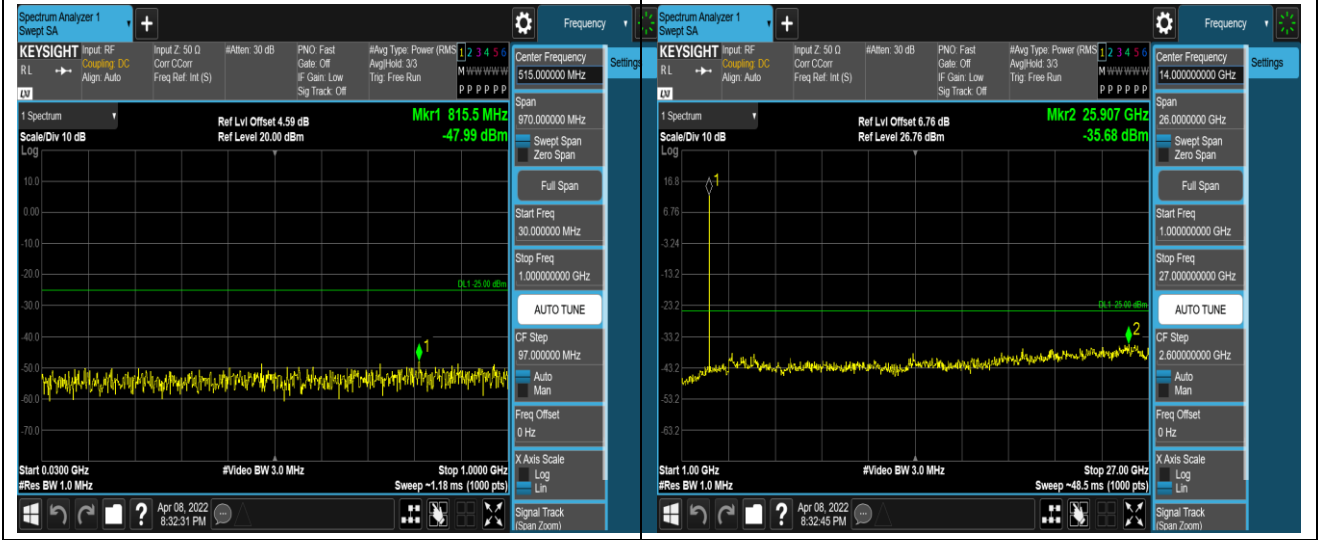 Spectrum Analyzer 1
Swept SA
+
Frequency
KEYSIGHT
RL
LXI
Input: RF
Coupling: DC
Align: Auto
Input Z: 50 Ω
Corr CCorr
Freq Ref: Int (S)
#Atten: 30 dB
PNO: Fast
Gate: Off
IF Gain: Low
Sig Track: Off
#Avg Type: Power (RMS
Avg|Hold: 3/3
Trig: Free Run
1 2 3 4 5 6
M W W W W W
P P P P P P
1 Spectrum
Scale/Div 10 dB
Log
Ref Lvl Offset 4.59 dB
Ref Level 20.00 dBm
Mkr1 815.5 MHz
-47.99 dBm
10.0
0.00
-10.0
-20.0
DL1 -25.00 dBm
-30.0
-40.0
1
-50.0
-60.0
-70.0
Start 0.0300 GHz
#Video BW 3.0 MHz
Stop 1.0000 GHz
#Res BW 1.0 MHz
Sweep ~1.18 ms (1000 pts)
Center Frequency
515.000000 MHz
Settings
Span
970.000000 MHz
Swept Span
Zero Span
Full Span
Start Freq
30.000000 MHz
Stop Freq
1.000000000 GHz
AUTO TUNE
CF Step
97.000000 MHz
Auto
Man
Freq Offset
0 Hz
X Axis Scale
Log
Lin
Signal Track
(Span Zoom)
?
Apr 08, 2022
8:32:31 PM
Spectrum Analyzer 1
Swept SA
+
Frequency
KEYSIGHT
RL
LXI
Input: RF
Coupling: DC
Align: Auto
Input Z: 50 Ω
Corr CCorr
Freq Ref: Int (S)
#Atten: 30 dB
PNO: Fast
Gate: Off
IF Gain: Low
Sig Track: Off
#Avg Type: Power (RMS
Avg|Hold: 3/3
Trig: Free Run
1 2 3 4 5 6
M W W W W W
P P P P P P
1 Spectrum
Scale/Div 10 dB
Log
Ref Lvl Offset 6.76 dB
Ref Level 26.76 dBm
Mkr2 25.907 GHz
-35.68 dBm
16.8
1
6.76
-3.24
-13.2
-23.2
DL1 -25.00 dBm
-33.2
2
-43.2
-53.2
-63.2
Start 1.00 GHz
#Video BW 3.0 MHz
Stop 27.00 GHz
#Res BW 1.0 MHz
Sweep ~48.5 ms (1000 pts)
Center Frequency
14.000000000 GHz
Settings
Span
26.0000000 GHz
Swept Span
Zero Span
Full Span
Start Freq
1.000000000 GHz
Stop Freq
27.000000000 GHz
AUTO TUNE
CF Step
2.600000000 GHz
Auto
Man
Freq Offset
0 Hz
X Axis Scale
Log
Lin
Signal Track
(Span Zoom)
?
Apr 08, 2022
8:32:45 PM